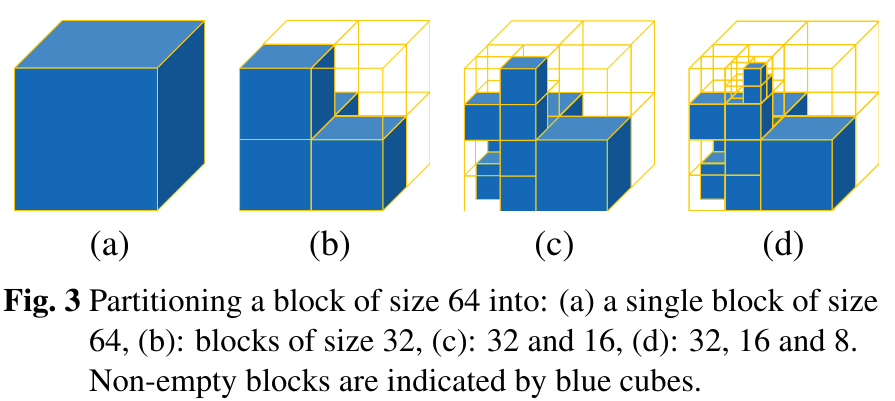 (a) (b) (c) (d)
Fig. 3 Partitioning a block of size 64 into: (a) a single block of size
64, (b): blocks of size 32, (c): 32 and 16, (d): 32, 16 and 8.
Non-empty blocks are indicated by blue cubes.